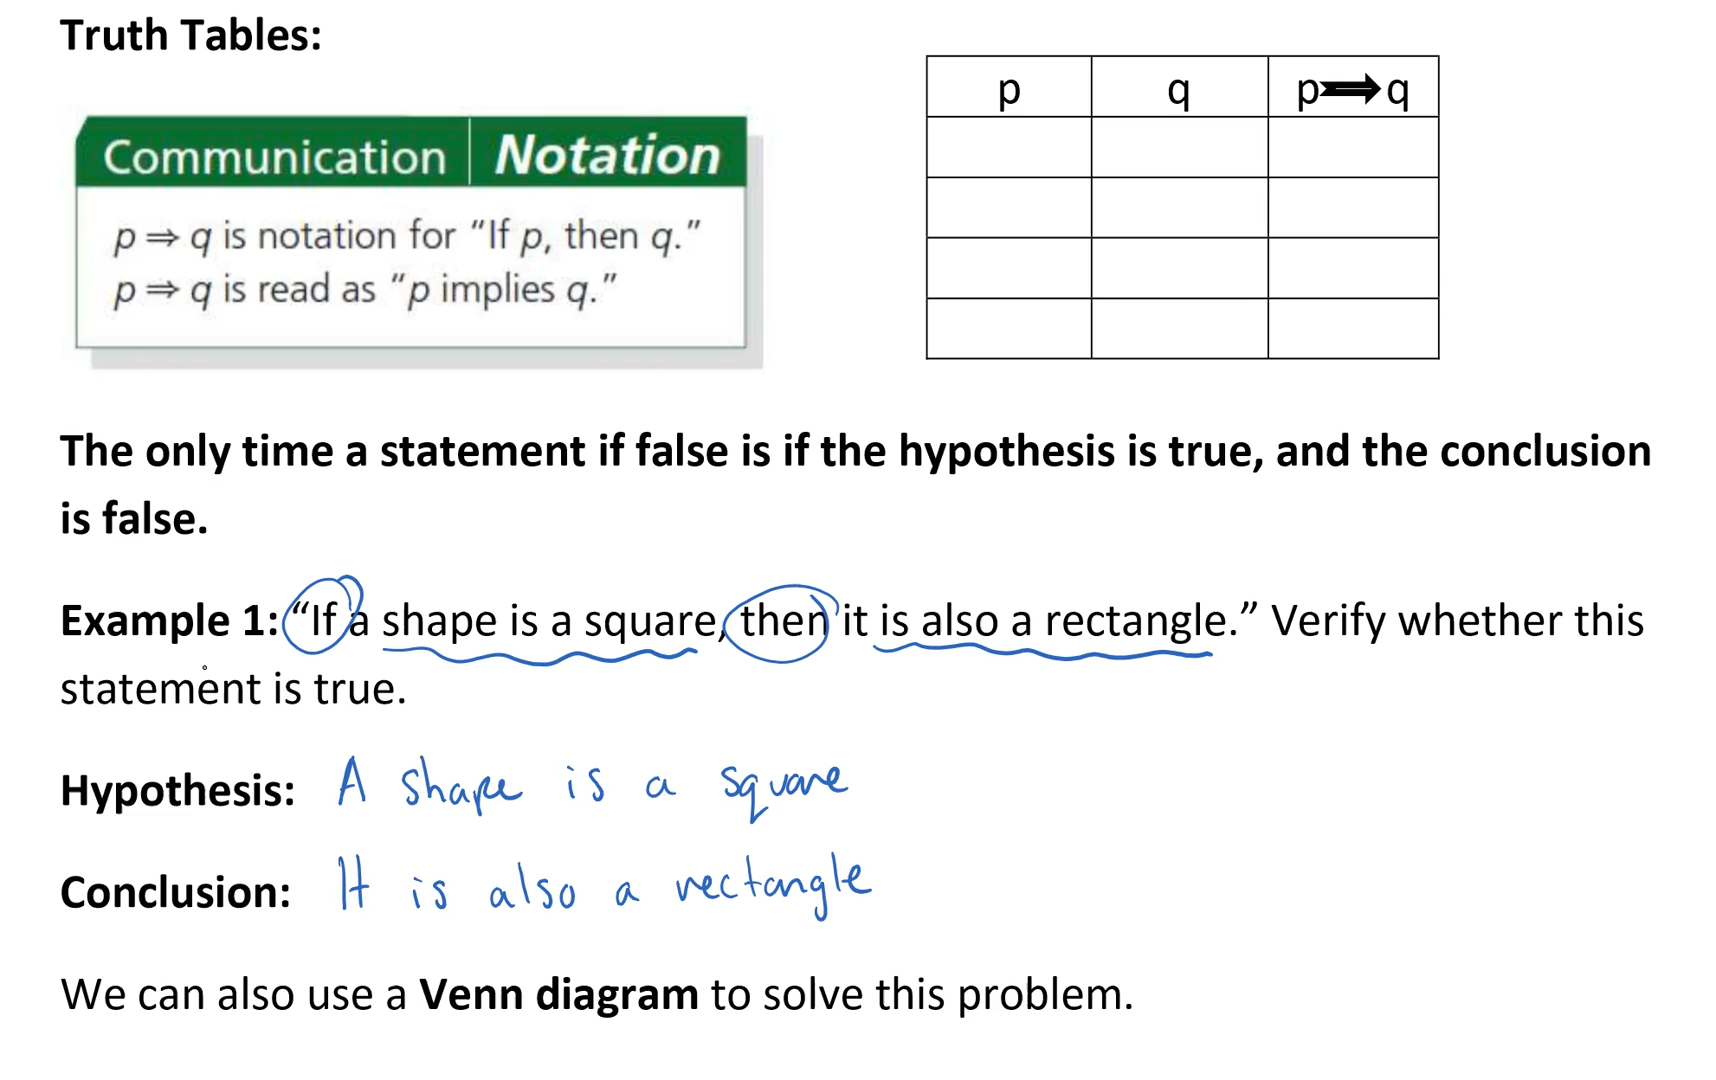 Truth Tables:
p q p⇒q
Communication Notation
p ⇒ q is notation for “If p, then q.”
p ⇒ q is read as “p implies q.”
The only time a statement if false is if the hypothesis is true, and the conclusion
is false.
Example 1: “If a shape is a square, then it is also a rectangle.” Verify whether this
statement is true.
Hypothesis: A shape is a square
Conclusion: It is also a rectangle
We can also use a Venn diagram to solve this problem.